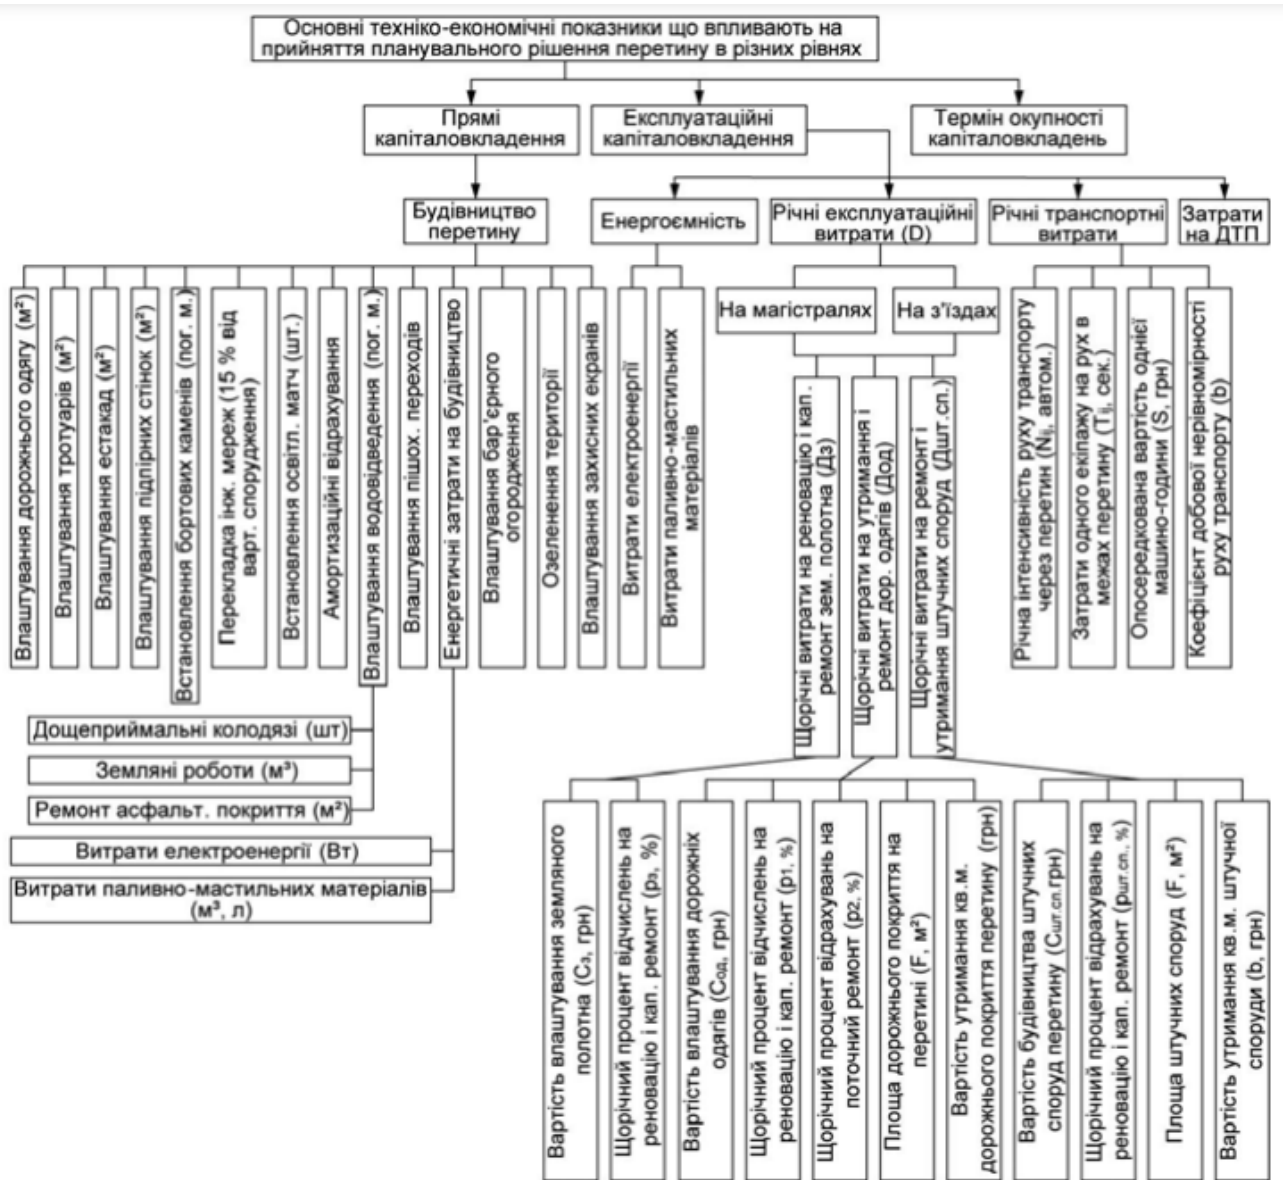 Основні техніко-економічні показники що впливають на
прийняття планувального рішення перетину в різних рівнях
Прямі
капіталовкладення
Експлуатаційні
капіталовкладення
Термін окупності
капіталовкладень
Будівництво
перетину
Енергоємність
Річні експлуатаційні
витрати (D)
Річні транспортні
витрати
Затрати
на ДТП
Влаштування дорожнього одягу (м²)
Влаштування тротуарів (м²)
Влаштування естакад (м²)
Влаштування підпірних стінок (м²)
Встановлення бортових каменів (пог. м.)
Перекладка інж. мереж (15 % від
варт. спорудження)
Встановлення освітл. матч (шт.)
Амортизаційні відрахування
Влаштування водовідведення (пог. м.)
Влаштування пішох. переходів
Енергетичні затрати на будівництво
Влаштування бар'єрного
огородження
Озеленення території
Влаштування захисних екранів
Витрати електроенергії
Витрати паливно-мастильних
матеріалів
На магістралях
На з'їздах
Щорічні витрати на реновацію і кап.
ремонт зем. полотна (Дз)
Щорічні витрати на утримання і
ремонт дор. одягів (Дод)
Щорічні витрати на ремонт і
утримання штучних споруд (Дшт.сп.)
Річна інтенсивність руху транспорту
через перетин (Nij, автом.)
Затрати одного екіпажу на рух в
межах перетину (Tij, сек.)
Опосередкована вартість однієї
машино-години (S, грн)
Коефіцієнт добової нерівномірності
руху транспорту (b)
Дощеприймальні колодязі (шт)
Земляні роботи (м³)
Ремонт асфальт. покриття (м²)
Витрати електроенергії (Вт)
Витрати паливно-мастильних матеріалів
(м³, л)
Вартість влаштування земляного
полотна (Сз, грн)
Щорічний процент відчислень на
реновацію і кап. ремонт (рз, %)
Вартість влаштування дорожніх
одягів (Сод, грн)
Щорічний процент відчислень на
реновацію і кап. ремонт (р1, %)
Щорічний процент відрахувань на
поточний ремонт (р2, %)
Площа дорожнього покриття на
перетині (F, м²)
Вартість утримання кв.м.
дорожнього покриття перетину (грн)
Вартість будівництва штучних
споруд перетину (Сшт.сп.грн)
Щорічний процент відрахувань на
реновацію і кап. ремонт (ршт.сп., %)
Площа штучних споруд (F, м²)
Вартість утримання кв.м. штучної
споруди (b, грн)